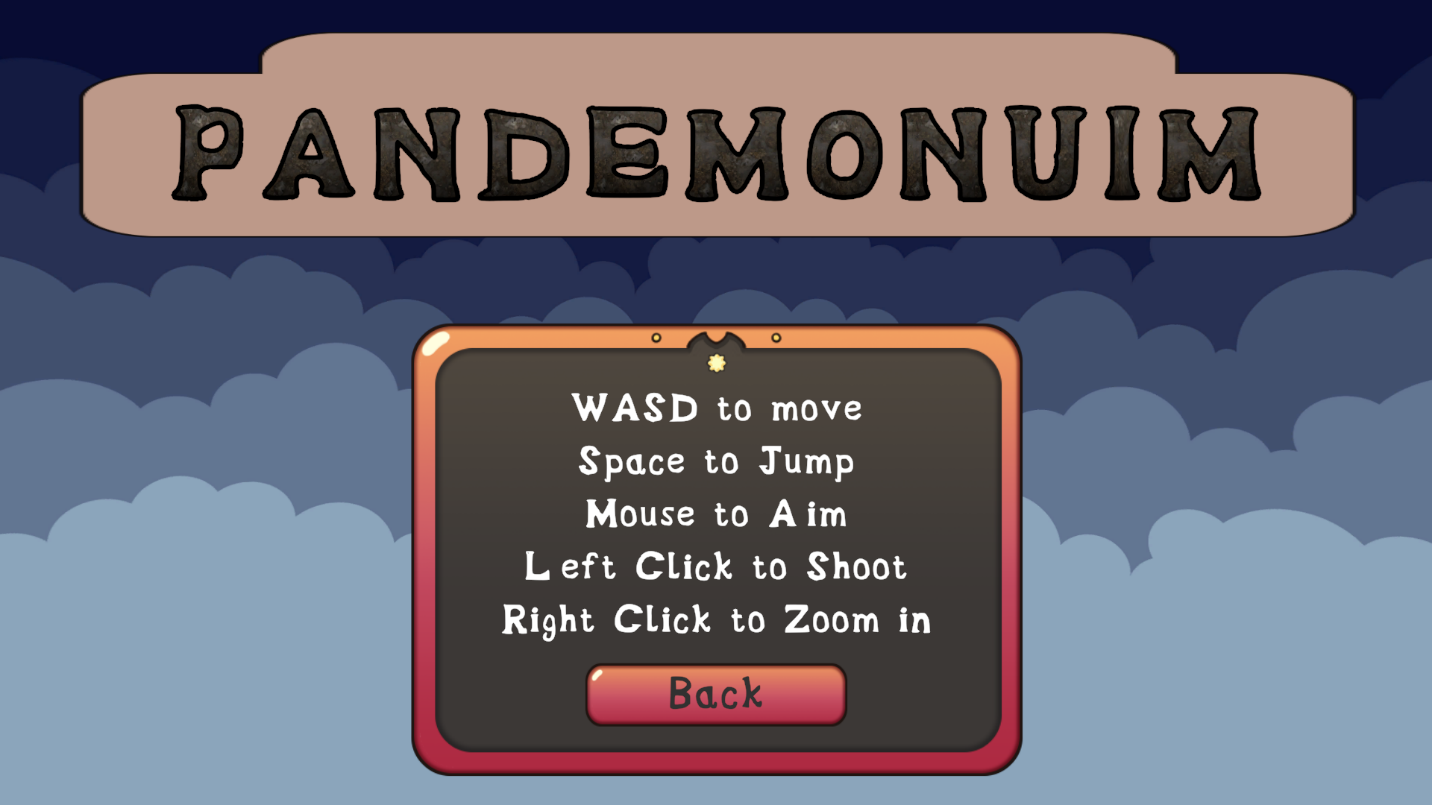 PANDEMONUIM
WASD to move
Space to Jump
Mouse to Aim
Left Click to Shoot
Right Click to Zoom in
Back